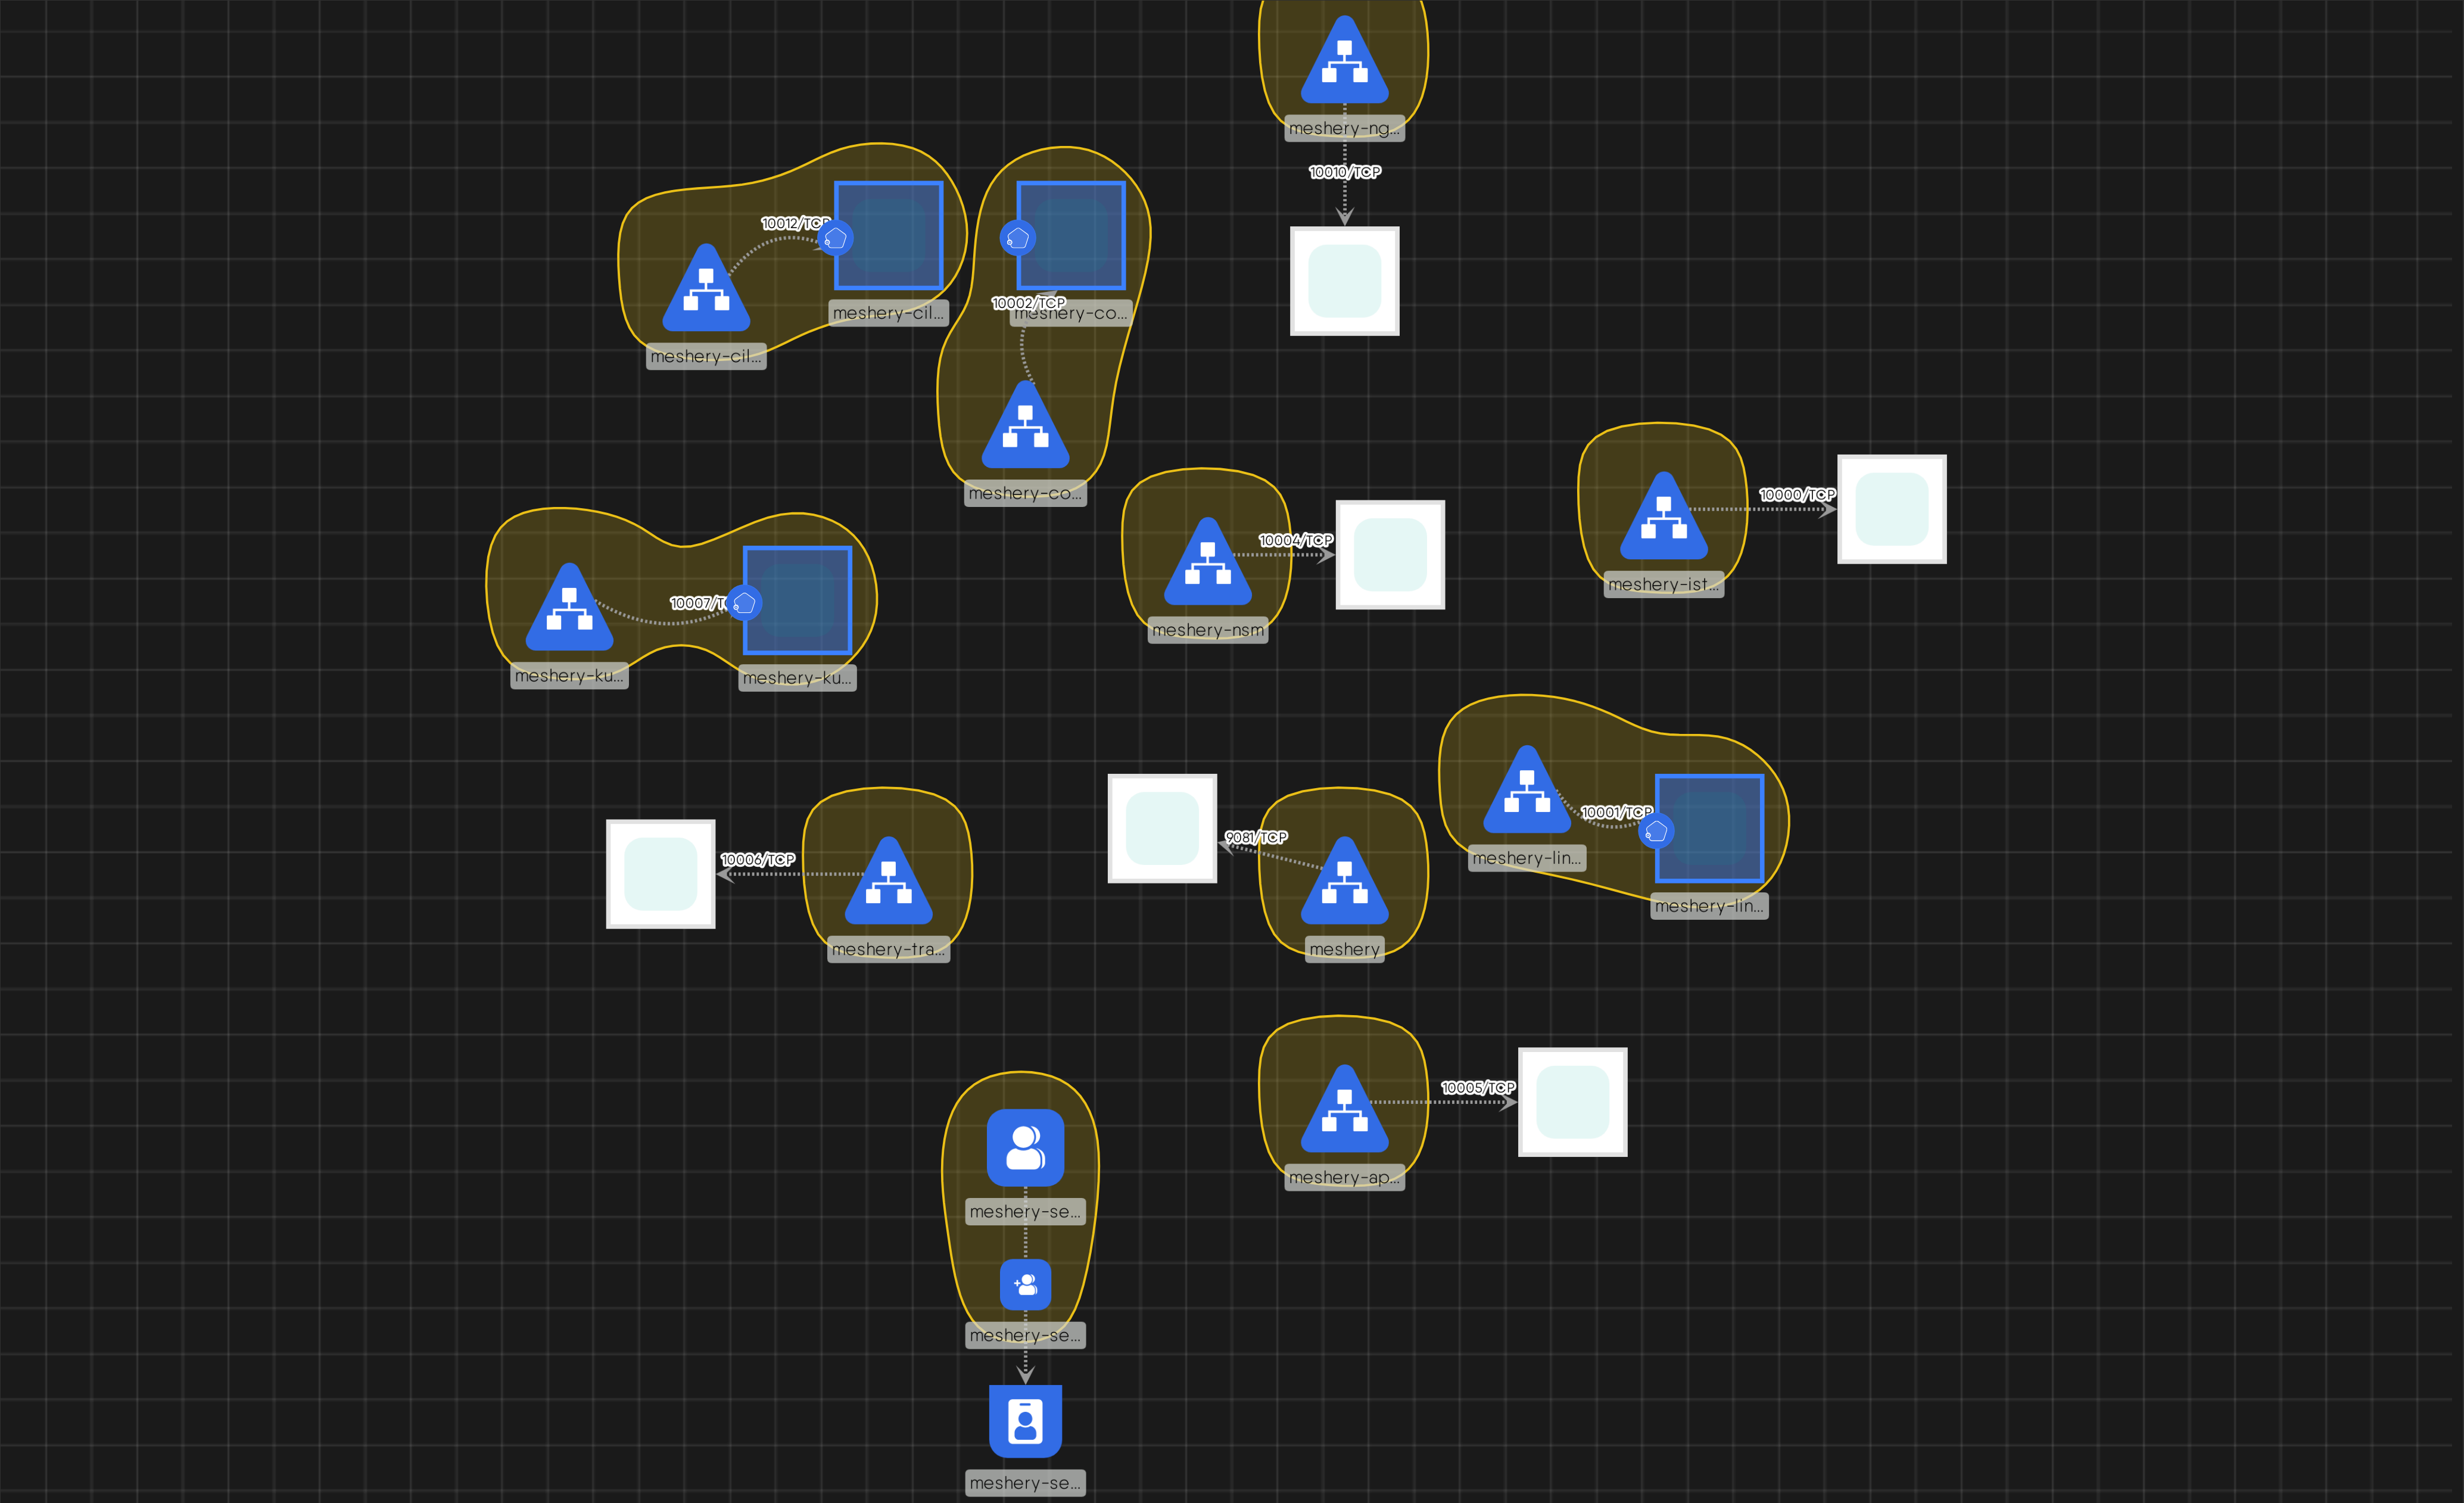 meshery-ng...
10010/TCP
10012/TCP
meshery-cil...
meshery-cil...
10002/TCP
meshery-co...
meshery-co...
10000/TCP
meshery-ist...
10004/TCP
meshery-nsm
10007/TC
meshery-ku...
meshery-ku...
10001/TCP
meshery-lin...
meshery-lin...
10006/TCP
meshery-tra...
9081/TCP
meshery
10005/TCP
meshery-ap...
meshery-se...
meshery-se...
meshery-se...